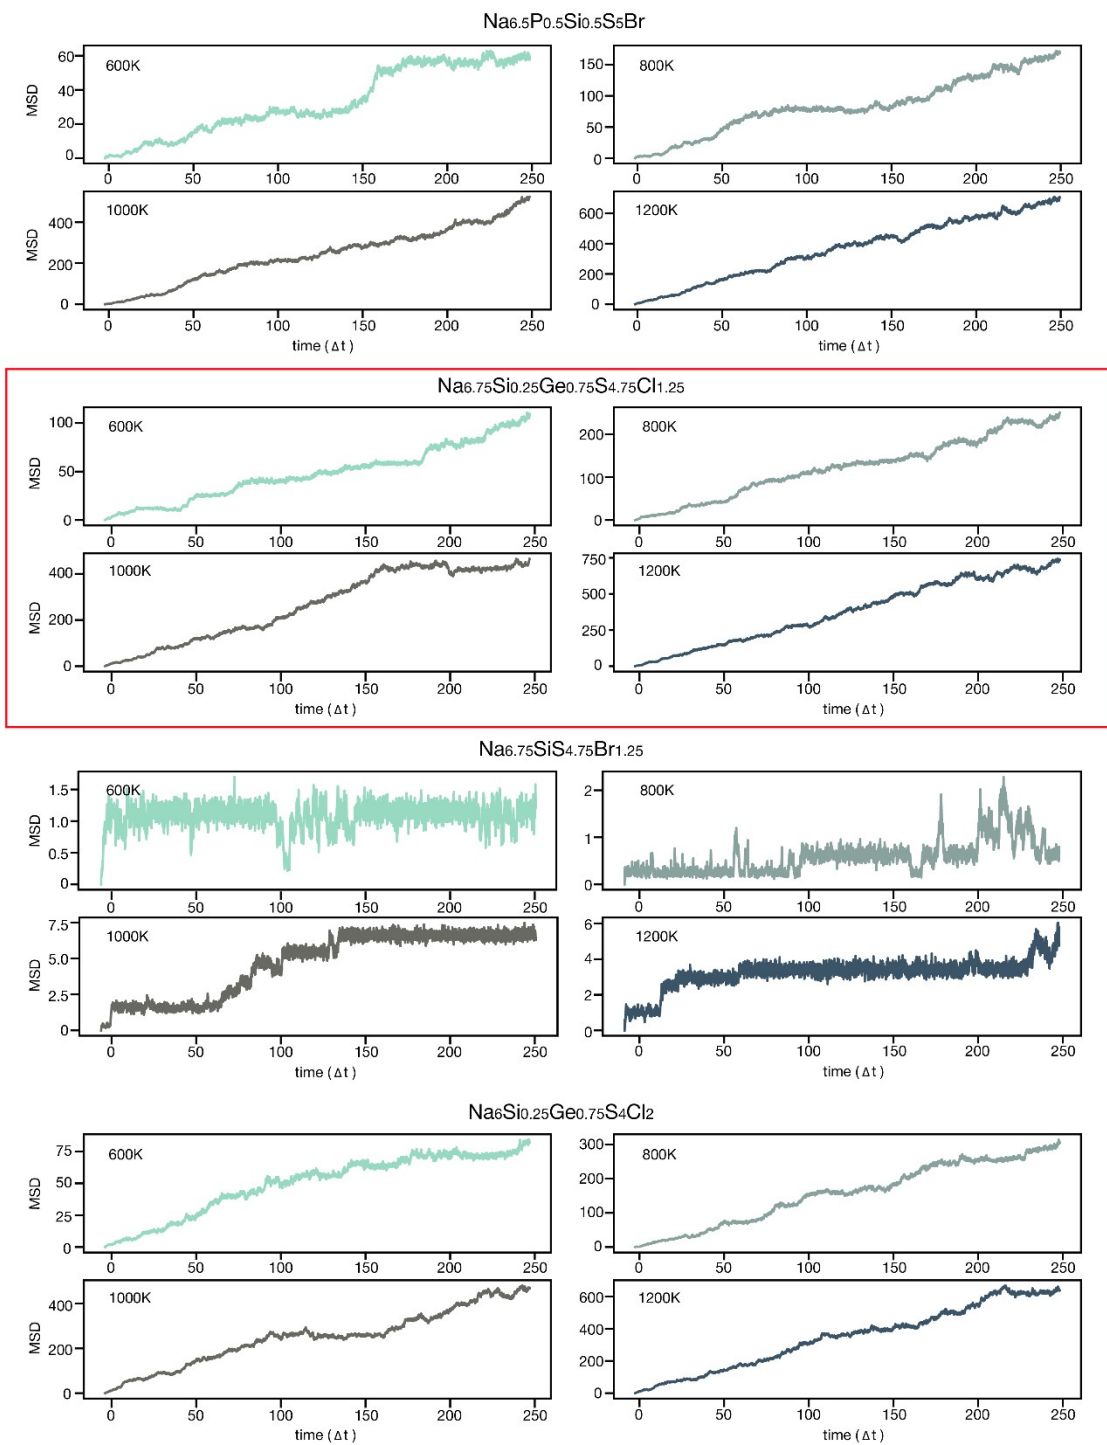 Na6.5P0.5Si0.5S5Br
600K
800K
MSD
60
40
20
0
150
100
50
0
0 50 100 150 200 250
0 50 100 150 200 250
1000K
1200K
MSD
400
200
0
600
400
200
0
0 50 100 150 200 250
0 50 100 150 200 250
time (Δt)
time (Δt)
Na6.75Si0.25Ge0.75S4.75Cl1.25
600K
800K
MSD
100
50
0
200
100
0
0 50 100 150 200 250
0 50 100 150 200 250
1000K
1200K
MSD
400
200
0
750
500
250
0
0 50 100 150 200 250
0 50 100 150 200 250
time (Δt)
time (Δt)
Na6.75SiS4.75Br1.25
600K
800K
MSD
1.5
1.0
0.5
0
2
1
0
0 50 100 150 200 250
0 50 100 150 200 250
1000K
1200K
MSD
7.5
5.0
2.5
0
6
4
2
0
0 50 100 150 200 250
0 50 100 150 200 250
time (Δt)
time (Δt)
Na6Si0.25Ge0.75S4Cl2
600K
800K
MSD
75
50
25
0
300
200
100
0
0 50 100 150 200 250
0 50 100 150 200 250
1000K
1200K
MSD
400
200
0
600
400
200
0
0 50 100 150 200 250
0 50 100 150 200 250
time (Δt)
time (Δt)